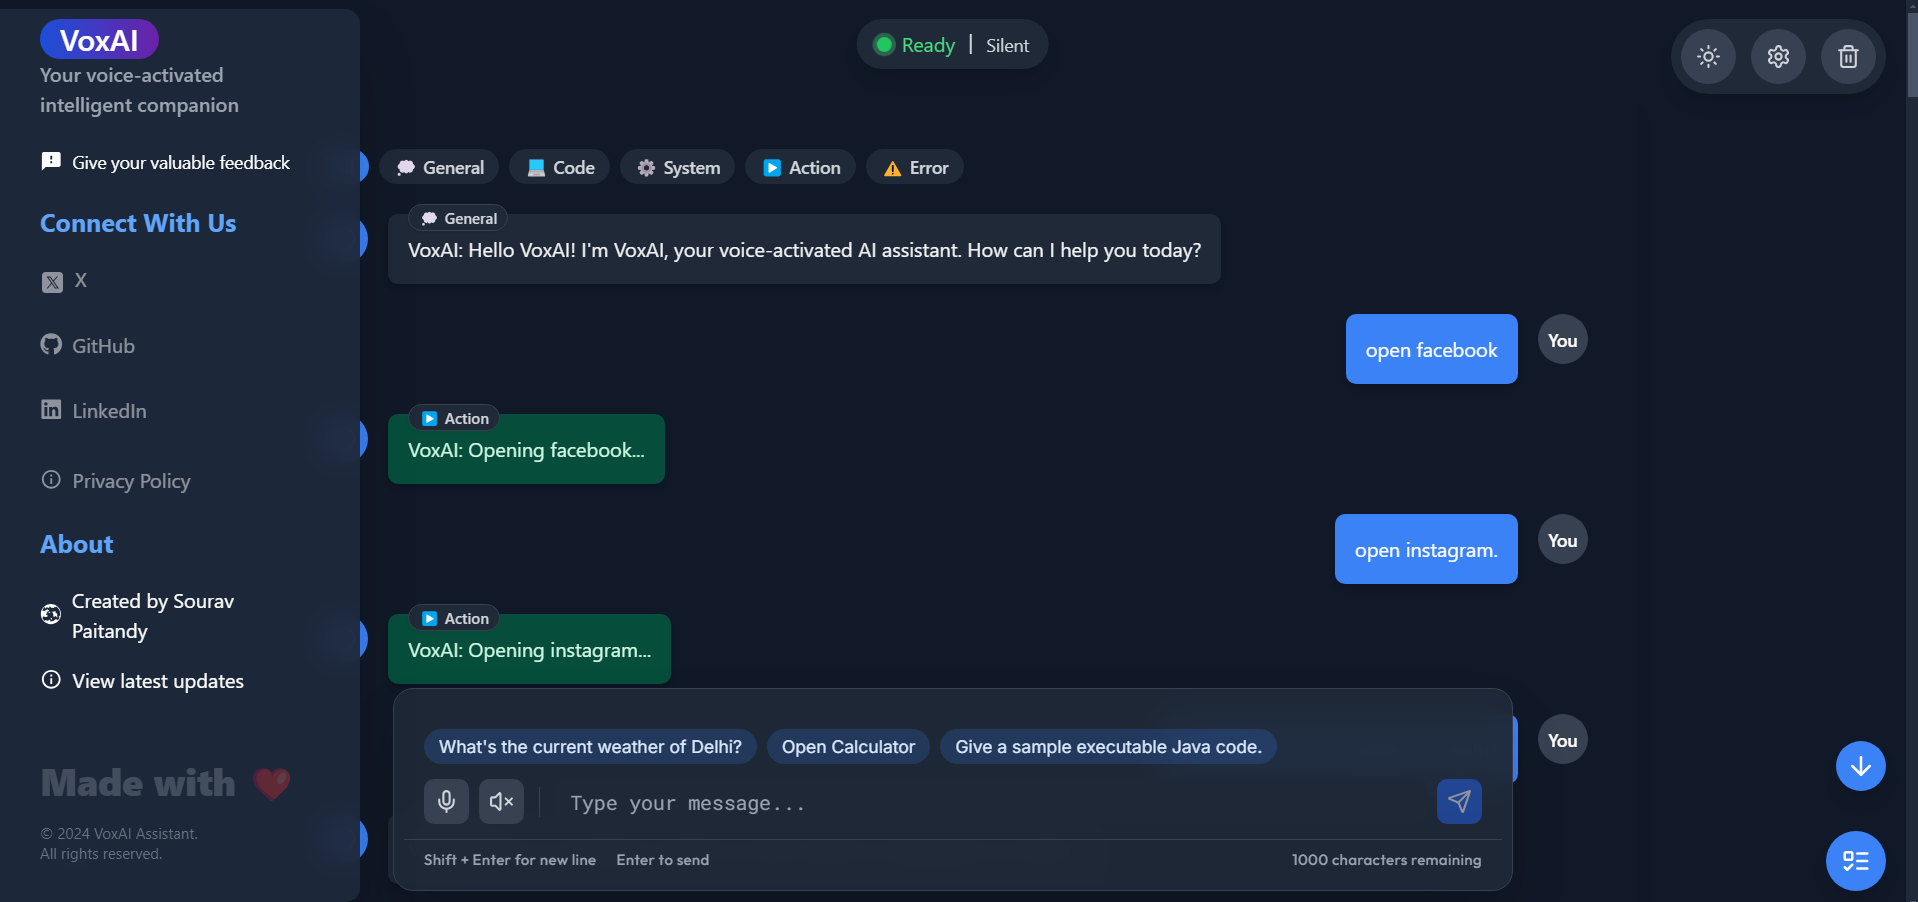 VoxAI
Your voice-activated
intelligent companion
Give your valuable feedback
Connect With Us
X
GitHub
LinkedIn
Privacy Policy
About
Created by Sourav
Paitandy
View latest updates
Made with
© 2024 VoxAI Assistant.
All rights reserved.
Ready | Silent
General Code System Action Error
General
VoxAI: Hello VoxAI! I'm VoxAI, your voice-activated AI assistant. How can I help you today?
open facebook
You
Action
VoxAI: Opening facebook...
open instagram.
You
Action
VoxAI: Opening instagram...
You
What's the current weather of Delhi? Open Calculator Give a sample executable Java code.
Type your message...
Shift + Enter for new line Enter to send 1000 characters remaining